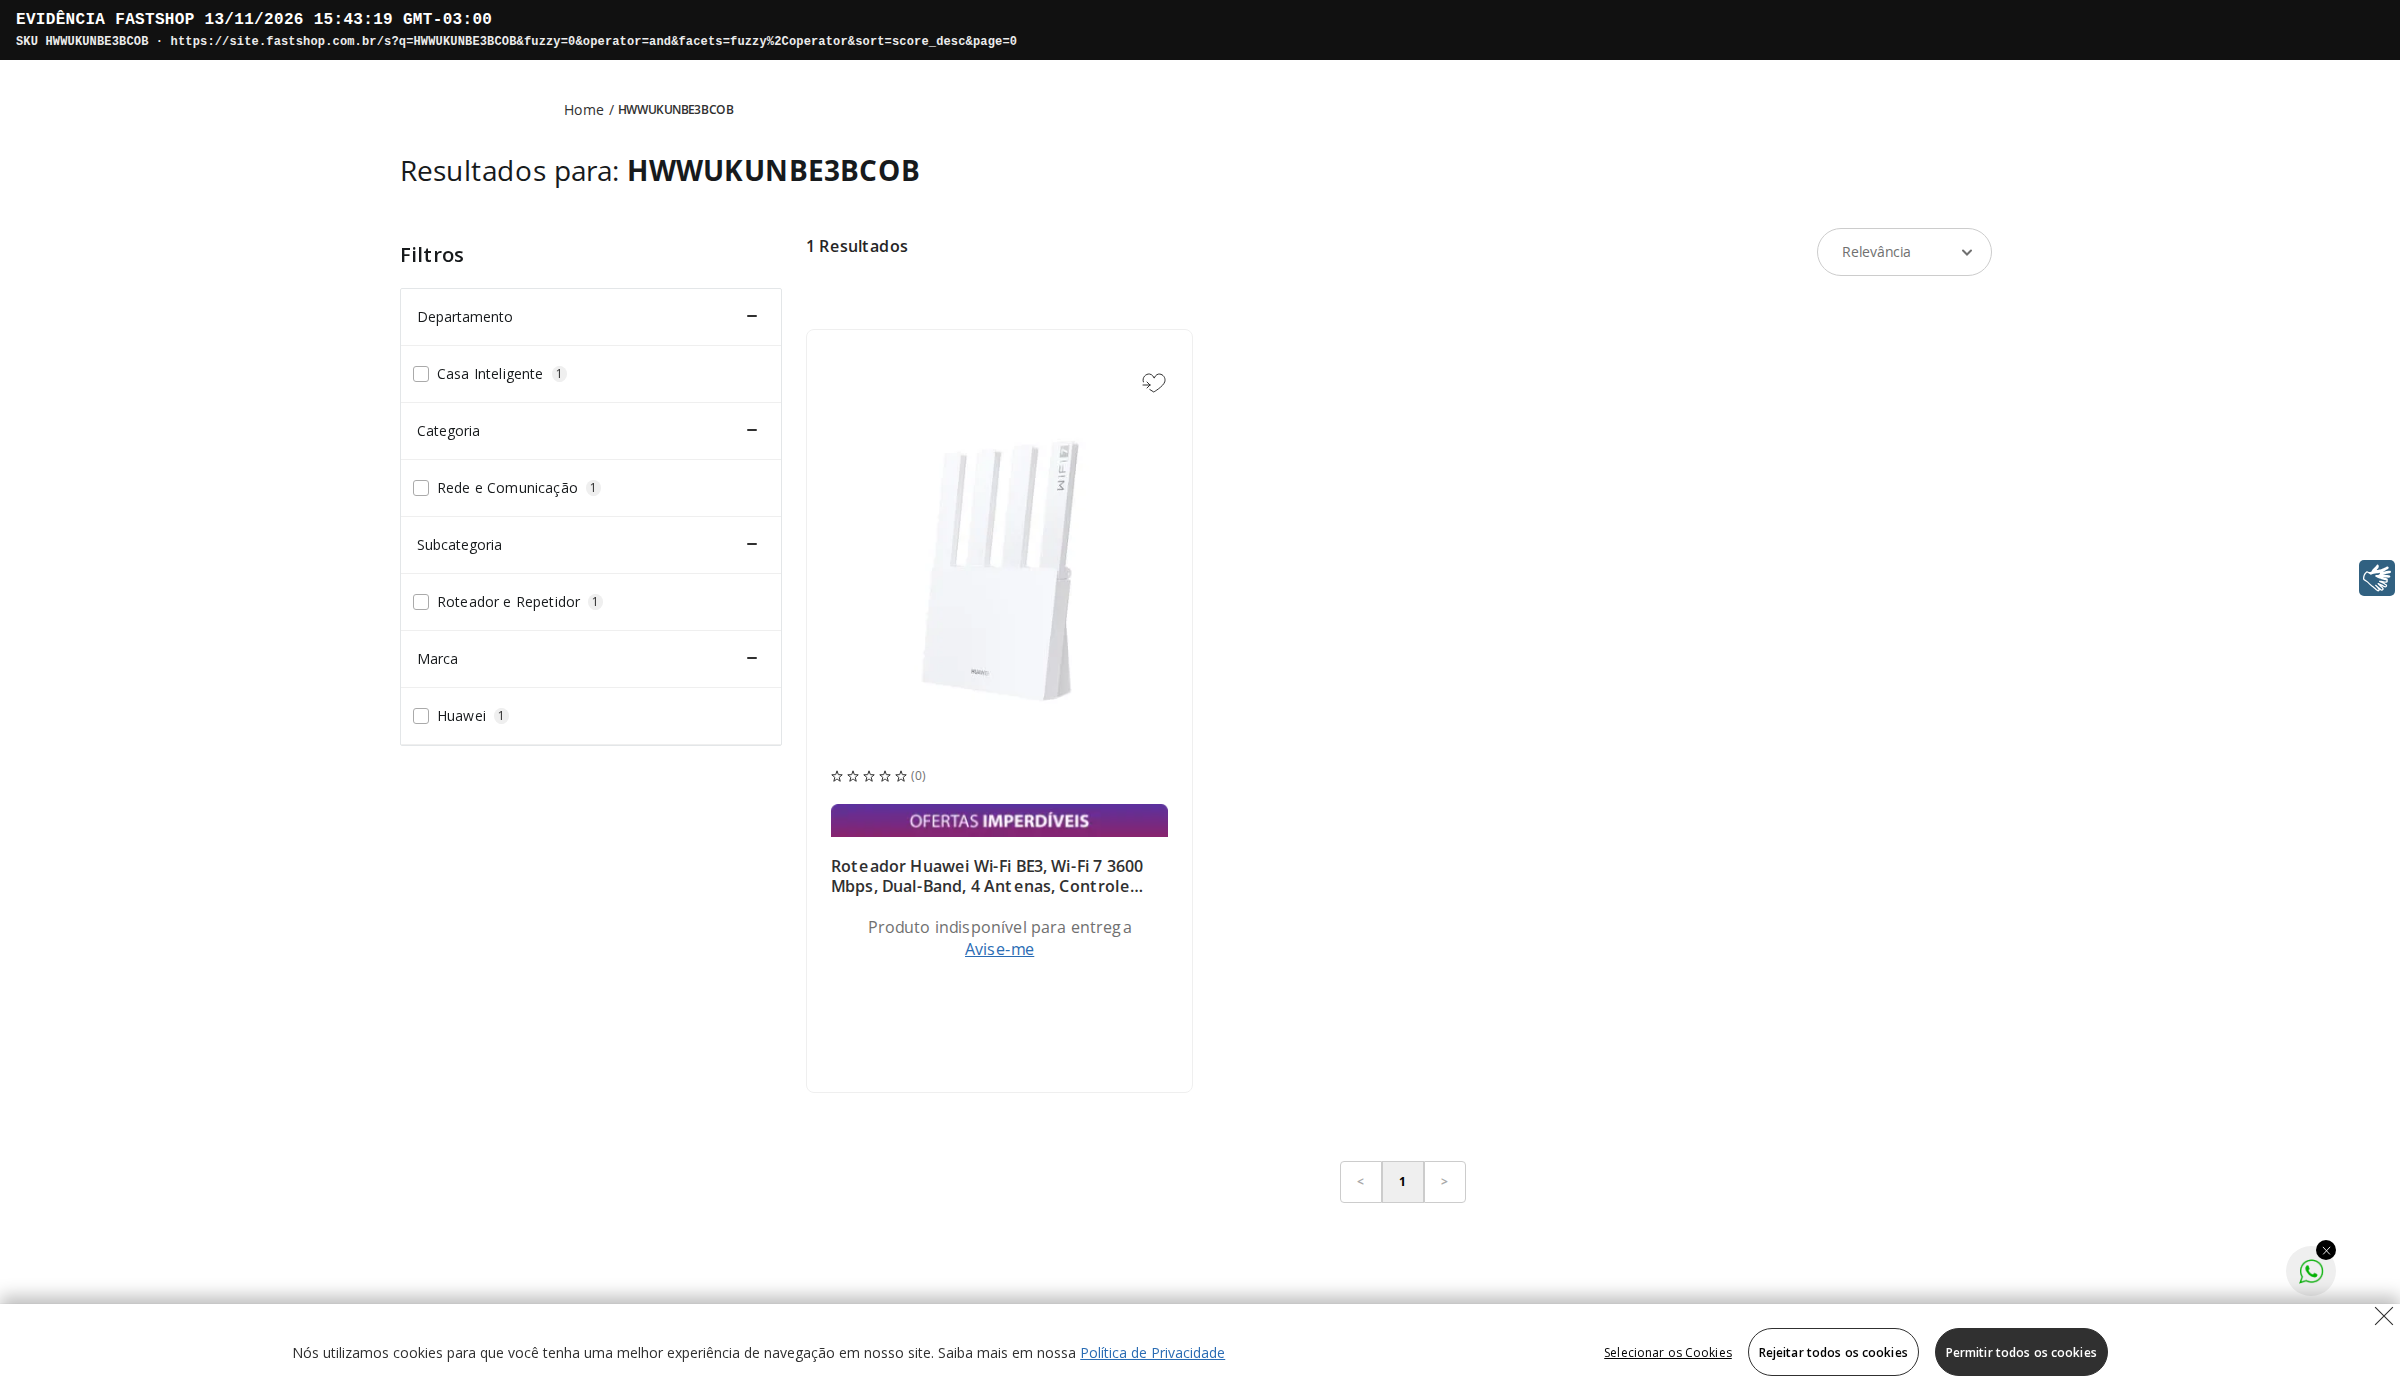 EVIDÊNCIA FASTSHOP 13/11/2026 15:43:19 GMT-03:00
SKU HWWUKUNBE3BCOB · https://site.fastshop.com.br/s?q=HWWUKUNBE3BCOB&fuzzy=0&operator=and&facets=fuzzy%2Coperator&sort=score_desc&page=0
Home / HWWUKUNBE3BCOB
Resultados para: HWWUKUNBE3BCOB
Filtros
1 Resultados
Relevância
Departamento
Casa Inteligente 1
Categoria
Rede e Comunicação 1
Subcategoria
Roteador e Repetidor 1
Marca
Huawei 1
WiFi 7
HUAWEI
(0)
OFERTAS IMPERDÍVEIS
Roteador Huawei Wi-Fi BE3, Wi-Fi 7 3600
Mbps, Dual-Band, 4 Antenas, Controle...
Produto indisponível para entrega
Avise-me
< 1 >
Nós utilizamos cookies para que você tenha uma melhor experiência de navegação em nosso site. Saiba mais em nossa Política de Privacidade
Selecionar os Cookies
Rejeitar todos os cookies
Permitir todos os cookies